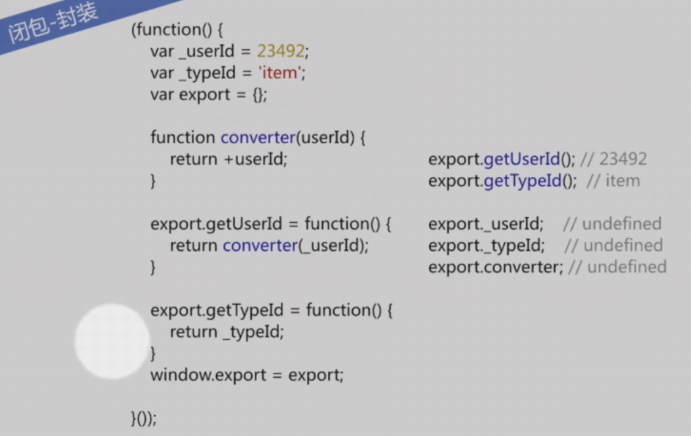 闭包-封装
(function() {
var _userId = 23492;
var _typeId = 'item';
var export = {};
function converter(userId) {
return +userId;
}
export.getUserId(); // 23492
export.getTypeId(); // item
export.getUserId = function() {
return converter(_userId);
}
export._userId; // undefined
export._typeId; // undefined
export.converter; // undefined
export.getTypeId = function() {
return _typeId;
}
window.export = export;
}());